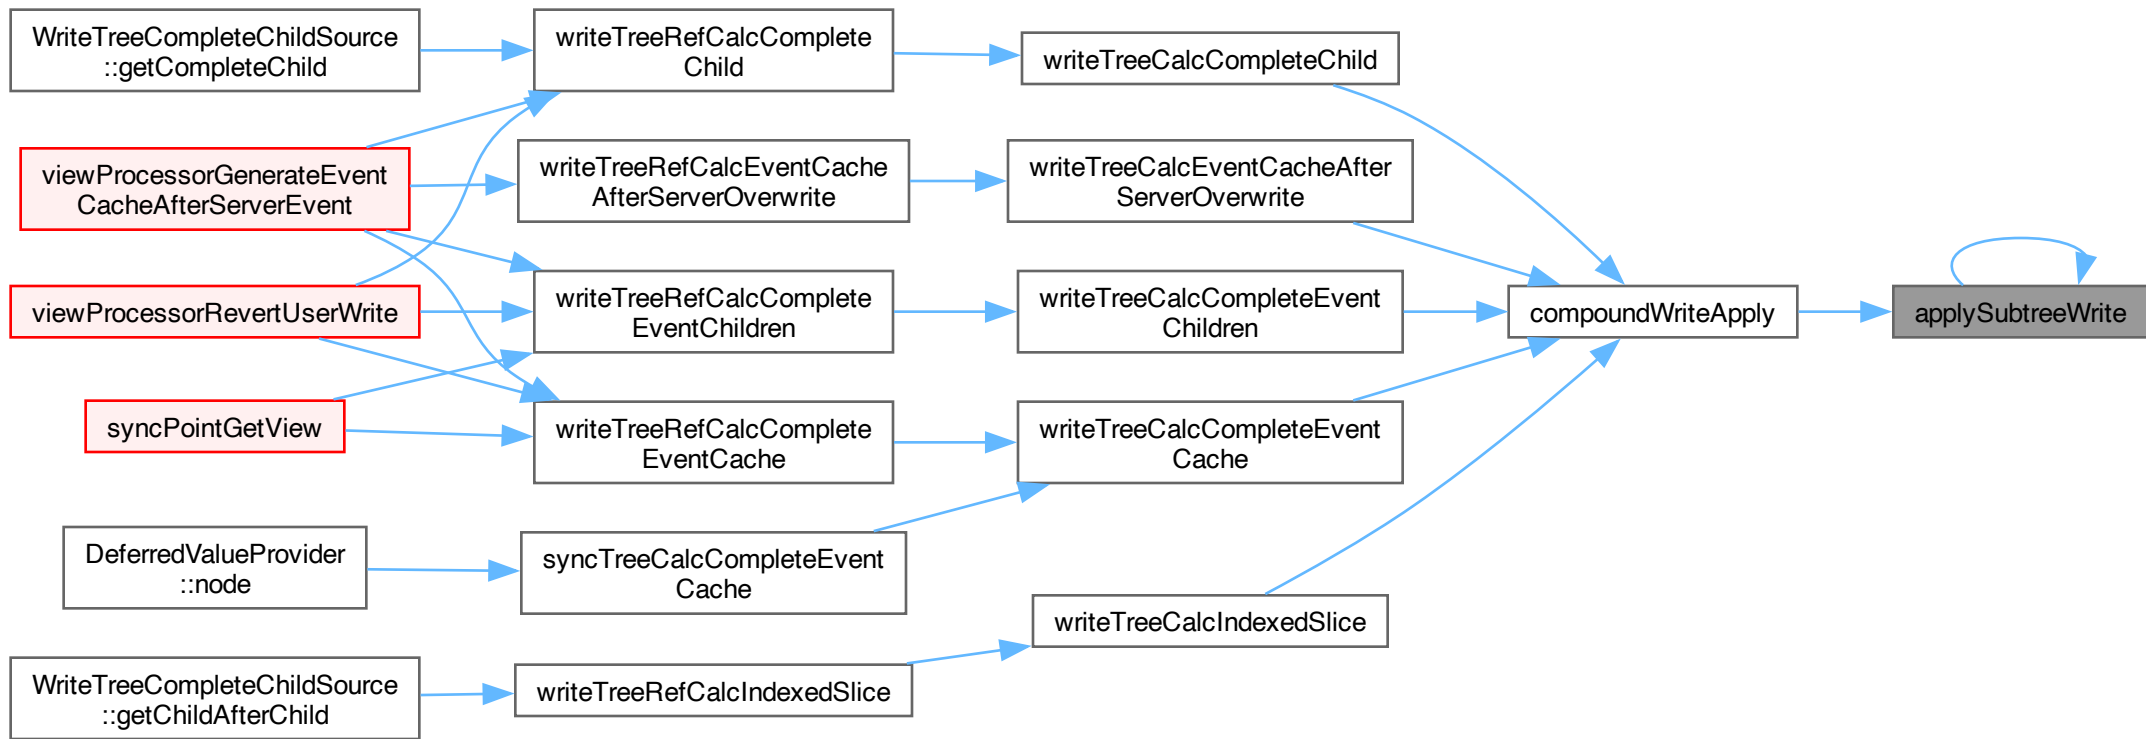 WriteTreeCompleteChildSource
::getCompleteChild
viewProcessorGenerateEvent
CacheAfterServerEvent
viewProcessorRevertUserWrite
syncPointGetView
DeferredValueProvider
::node
WriteTreeCompleteChildSource
::getChildAfterChild
writeTreeRefCalcComplete
Child
writeTreeRefCalcEventCache
AfterServerOverwrite
writeTreeRefCalcComplete
EventChildren
writeTreeRefCalcComplete
EventCache
syncTreeCalcCompleteEvent
Cache
writeTreeRefCalcIndexedSlice
writeTreeCalcCompleteChild
writeTreeCalcEventCacheAfter
ServerOverwrite
writeTreeCalcCompleteEvent
Children
writeTreeCalcCompleteEvent
Cache
writeTreeCalcIndexedSlice
compoundWriteApply
applySubtreeWrite